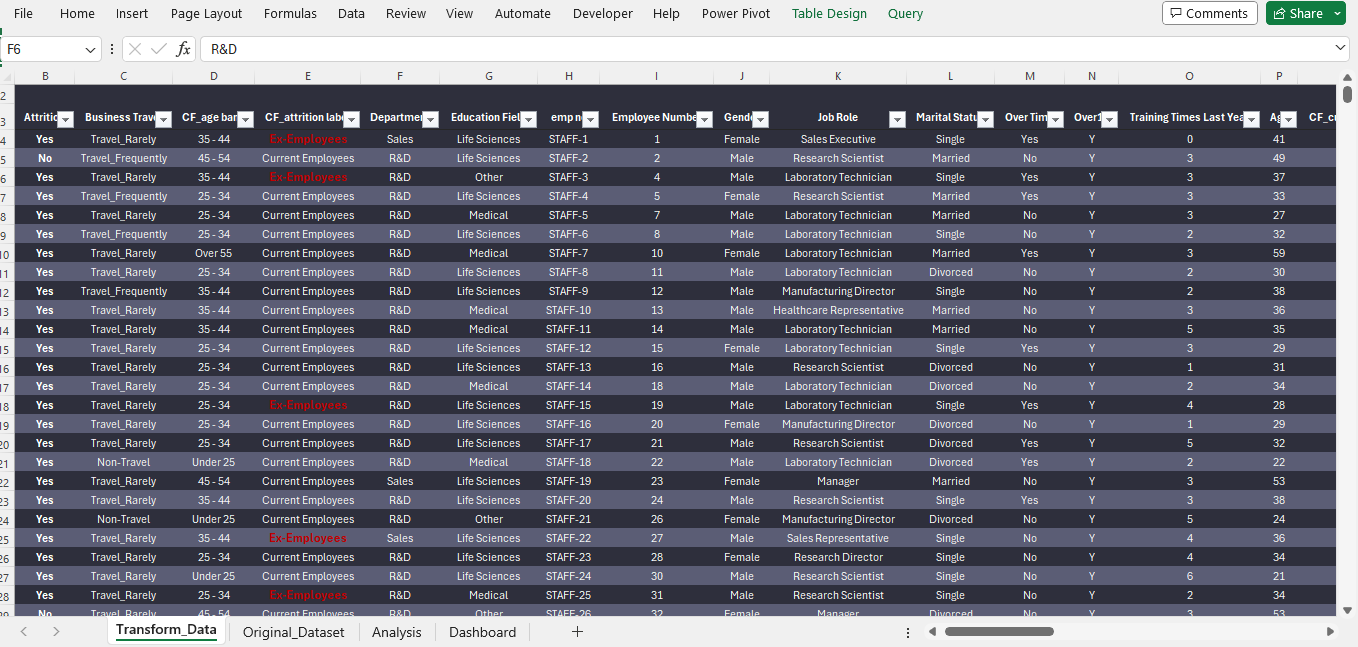 File Home Insert Page Layout Formulas Data Review View Automate Developer Help Power Pivot Table Design Query Comments Share
F6 fx R&D
B C D E F G H I J K L M N O P
2
3 Attritic Business Trav CF_age bar CF_attrition labe Departme Education Fiel emp n Employee Numbe Gend Job Role Marital Statu Over Tim Over1 Training Times Last Yea Ag CF_cu
4 Yes Travel_Rarely 35 - 44 Ex-Employees Sales Life Sciences STAFF-1 1 Female Sales Executive Single Yes Y 0 41
5 No Travel_Frequently 45 - 54 Current Employees R&D Life Sciences STAFF-2 2 Male Research Scientist Married No Y 3 49
6 Yes Travel_Rarely 35 - 44 Ex-Employees R&D Other STAFF-3 4 Male Laboratory Technician Single Yes Y 3 37
7 Yes Travel_Frequently 25 - 34 Current Employees R&D Life Sciences STAFF-4 5 Female Research Scientist Married Yes Y 3 33
8 Yes Travel_Rarely 25 - 34 Current Employees R&D Medical STAFF-5 7 Male Laboratory Technician Married No Y 3 27
9 Yes Travel_Frequently 25 - 34 Current Employees R&D Life Sciences STAFF-6 8 Male Laboratory Technician Single No Y 2 32
10 Yes Travel_Rarely Over 55 Current Employees R&D Medical STAFF-7 10 Female Laboratory Technician Married Yes Y 3 59
11 Yes Travel_Rarely 25 - 34 Current Employees R&D Life Sciences STAFF-8 11 Male Laboratory Technician Divorced No Y 2 30
12 Yes Travel_Frequently 35 - 44 Current Employees R&D Life Sciences STAFF-9 12 Male Manufacturing Director Single No Y 2 38
13 Yes Travel_Rarely 35 - 44 Current Employees R&D Medical STAFF-10 13 Male Healthcare Representative Married No Y 3 36
14 Yes Travel_Rarely 35 - 44 Current Employees R&D Medical STAFF-11 14 Male Laboratory Technician Married No Y 5 35
15 Yes Travel_Rarely 25 - 34 Current Employees R&D Life Sciences STAFF-12 15 Female Laboratory Technician Single Yes Y 3 29
16 Yes Travel_Rarely 25 - 34 Current Employees R&D Life Sciences STAFF-13 16 Male Research Scientist Divorced No Y 1 31
17 Yes Travel_Rarely 25 - 34 Current Employees R&D Medical STAFF-14 18 Male Laboratory Technician Divorced No Y 2 34
18 Yes Travel_Rarely 25 - 34 Ex-Employees R&D Life Sciences STAFF-15 19 Male Laboratory Technician Single Yes Y 4 28
19 Yes Travel_Rarely 25 - 34 Current Employees R&D Life Sciences STAFF-16 20 Female Manufacturing Director Divorced No Y 1 29
20 Yes Travel_Rarely 25 - 34 Current Employees R&D Life Sciences STAFF-17 21 Male Research Scientist Divorced Yes Y 5 32
21 Yes Non-Travel Under 25 Current Employees R&D Medical STAFF-18 22 Male Laboratory Technician Divorced Yes Y 2 22
22 Yes Travel_Rarely 45 - 54 Current Employees Sales Life Sciences STAFF-19 23 Female Manager Married No Y 3 53
23 Yes Travel_Rarely 35 - 44 Current Employees R&D Life Sciences STAFF-20 24 Male Research Scientist Single Yes Y 3 38
24 Yes Non-Travel Under 25 Current Employees R&D Other STAFF-21 26 Female Manufacturing Director Divorced No Y 5 24
25 Yes Travel_Rarely 35 - 44 Ex-Employees Sales Life Sciences STAFF-22 27 Male Sales Representative Single No Y 4 36
26 Yes Travel_Rarely 25 - 34 Current Employees R&D Life Sciences STAFF-23 28 Female Research Director Single No Y 4 34
27 Yes Travel_Rarely Under 25 Current Employees R&D Life Sciences STAFF-24 30 Male Research Scientist Single No Y 6 21
28 Yes Travel_Rarely 25 - 34 Ex-Employees R&D Medical STAFF-25 31 Male Research Scientist Single No Y 2 34
29 No Travel_Rarely 45 - 54 Current Employees R&D Other STAFF-26 32 Female Manager Divorced No Y 3 53
Transform_Data Original_Dataset Analysis Dashboard +